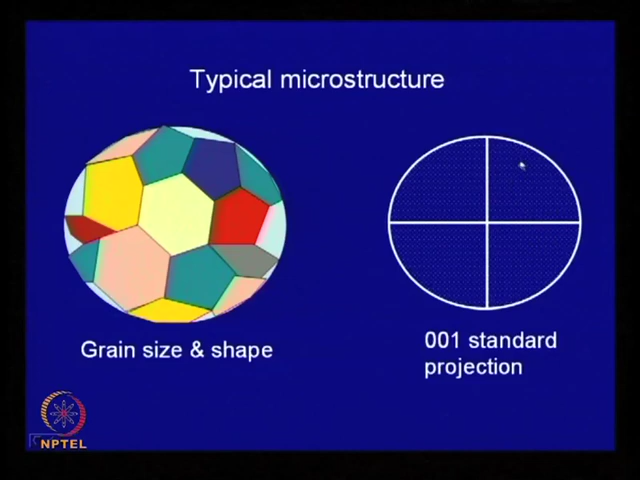 Typical microstructure
Grain size & shape
001 standard
projection
NPTEL